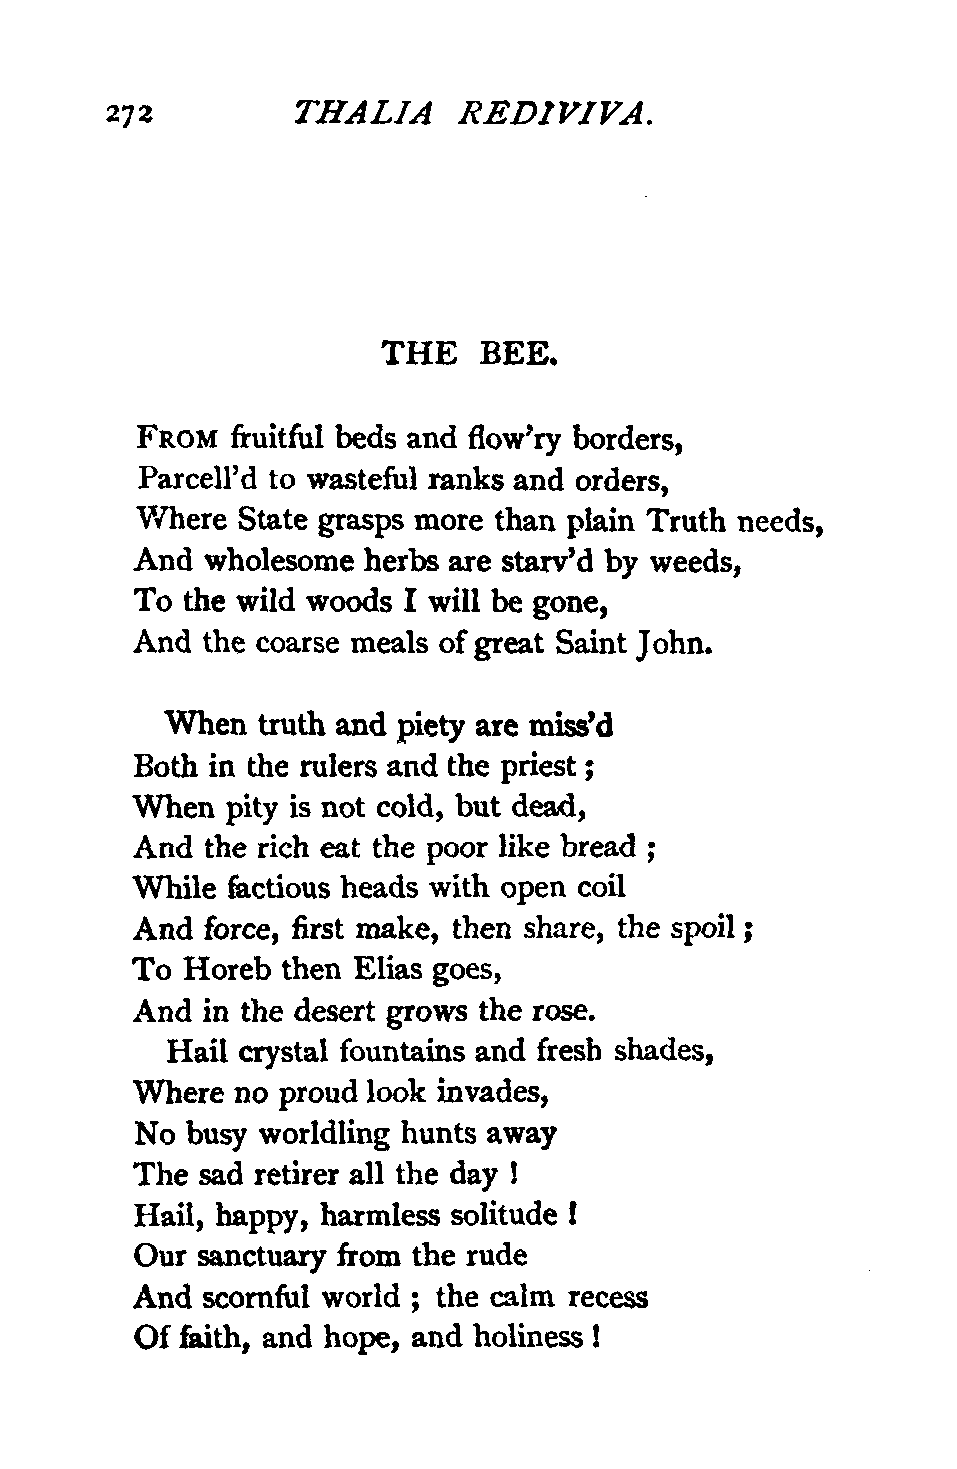 272 THALIA REDIVIVA.
THE BEE.
FROM fruitful beds and flow'ry borders,
Parcell'd to wasteful ranks and orders,
Where State grasps more than plain Truth needs,
And wholesome herbs are starv'd by weeds,
To the wild woods I will be gone,
And the coarse meals of great Saint John.
When truth and piety are miss'd
Both in the rulers and the priest ;
When pity is not cold, but dead,
And the rich eat the poor like bread ;
While factious heads with open coil
And force, first make, then share, the spoil ;
To Horeb then Elias goes,
And in the desert grows the rose.
Hail crystal fountains and fresh shades,
Where no proud look invades,
No busy worldling hunts away
The sad retirer all the day !
Hail, happy, harmless solitude !
Our sanctuary from the rude
And scornful world ; the calm recess
Of faith, and hope, and holiness !